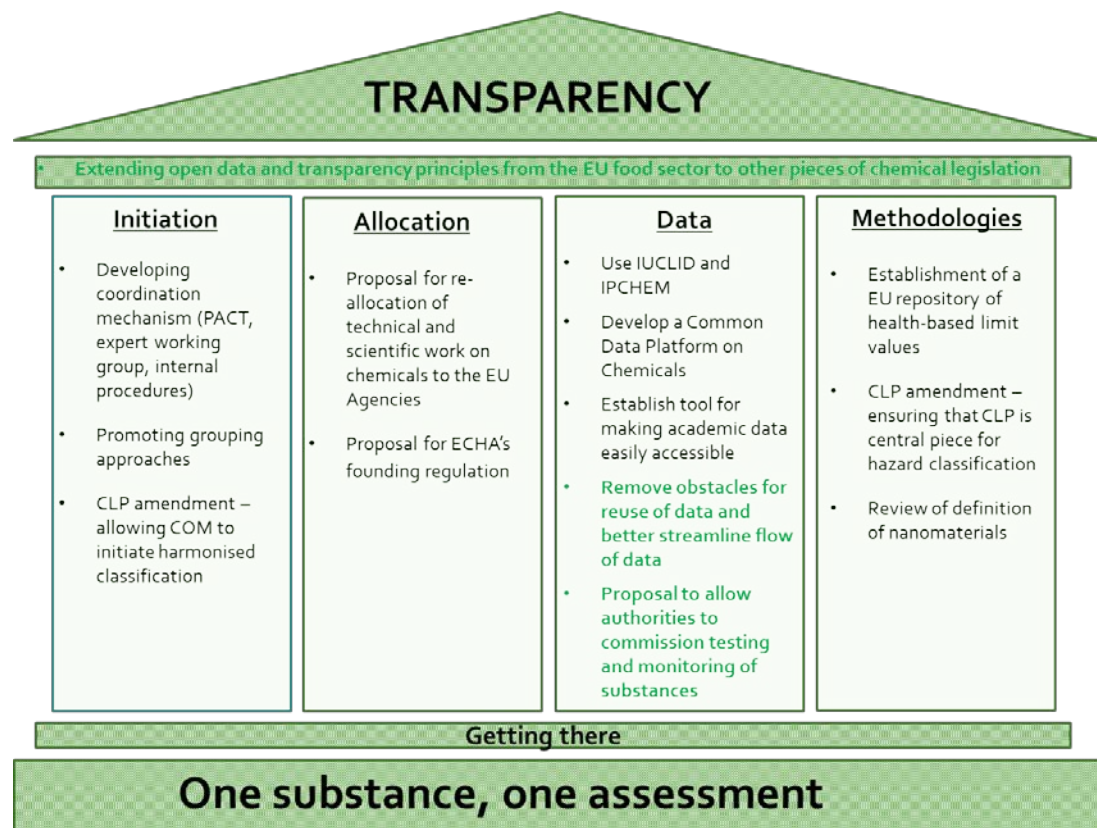 TRANSPARENCY
• Extending open data and transparency principles from the EU food sector to other pieces of chemical legislation
Initiation
• Developing
coordination
mechanism (PACT,
expert working
group, internal
procedures)
• Promoting grouping
approaches
• CLP amendment –
allowing COM to
initiate harmonised
classification
Allocation
• Proposal for re-
allocation of
technical and
scientific work on
chemicals to the EU
Agencies
• Proposal for ECHA's
founding regulation
Data
• Use IUCLID and
IPCHEM
• Develop a Common
Data Platform on
Chemicals
• Establish tool for
making academic data
easily accessible
• Remove obstacles for
reuse of data and
better streamline flow
of data
• Proposal to allow
authorities to
commission testing
and monitoring of
substances
Methodologies
• Establishment of a
EU repository of
health-based limit
values
• CLP amendment –
ensuring that CLP is
central piece for
hazard classification
• Review of definition
of nanomaterials
Getting there
One substance, one assessment